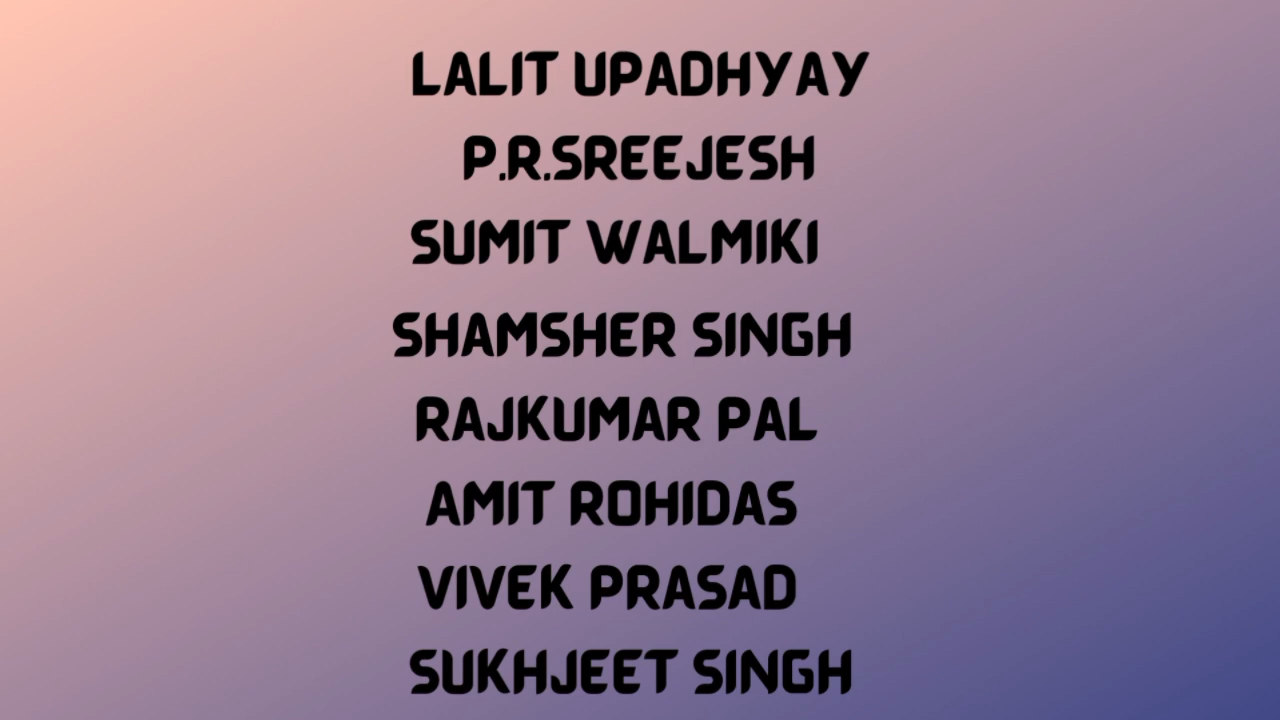 LALIT UPADHYAY
P.R.SREEJESH
SUMIT WALMIKI
SHAMSHER SINGH
RAJKUMAR PAL
AMIT ROHIDAS
VIVEK PRASAD
SUKHJEET SINGH